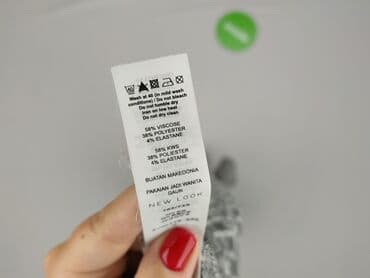 Wash at 40 (in mild wash
conditions) / Do not bleach
Do not tumble dry
Iron on low heat
Do not dry clean
58% VISCOSE
38% POLYESTER
4% ELASTANE
58% KWS
38% POLIESTER
4% ELASTANE
BUATAN MAKEDONIA
PAKAIAN JADI WANITA
GAUN
NEW LOOK